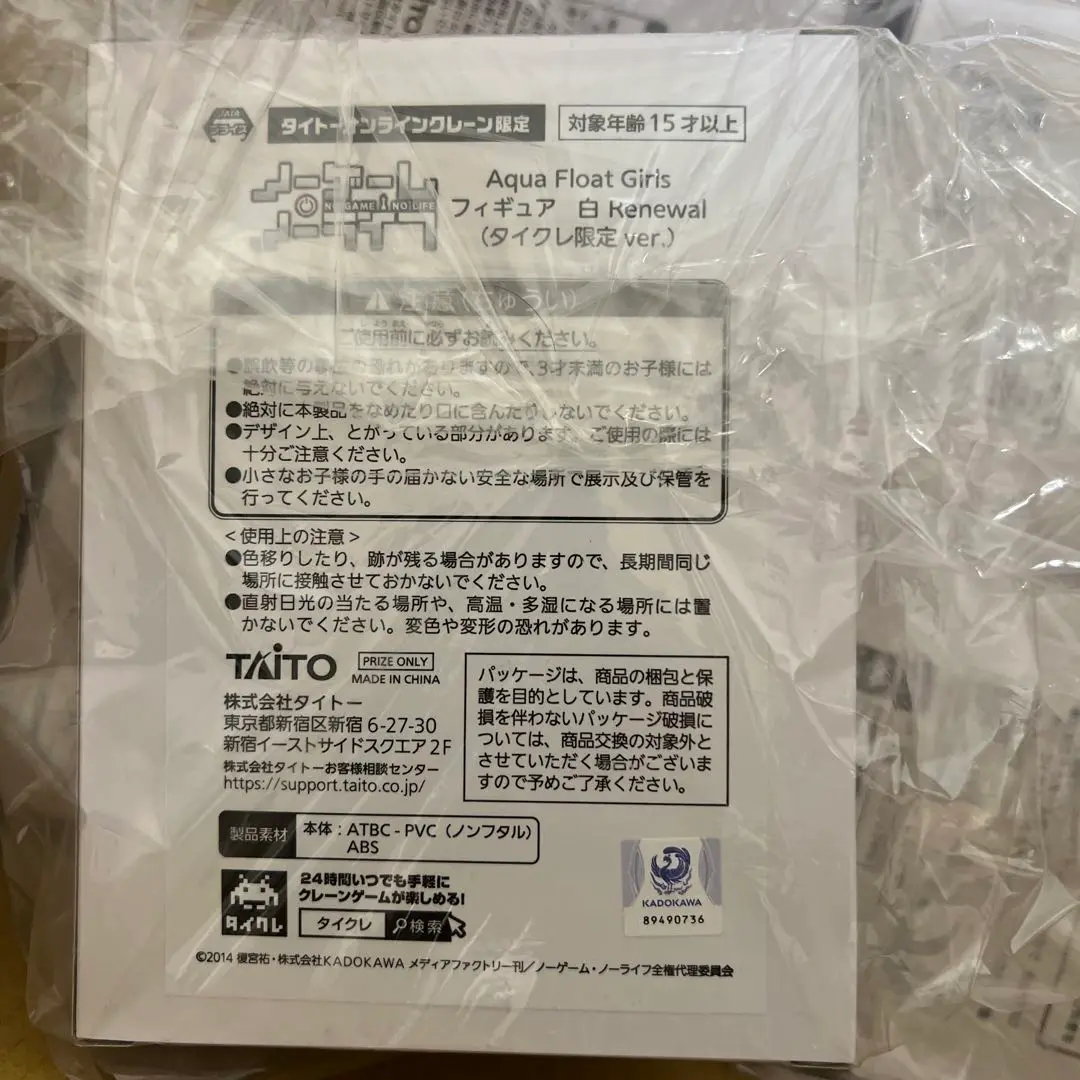 プライズ
タイトーオンラインクレーン限定
対象年齢15才以上
ノーゲーム
NO GAME NO LIFE
ノーライフ
Aqua Float Girls
フィギュア 白 Renewal
(タイクレ限定 ver.)
注意(ちゅうい)
ご使用前に必ずお読みください。
●誤飲等の事故の恐れがありますので、3才未満のお子様には
絶対に与えないでください。
●絶対に本製品をなめたり口に含んだりしないでください。
●デザイン上、とがっている部分があります。ご使用の際には
十分ご注意ください。
●小さなお子様の手の届かない安全な場所で展示及び保管を
行ってください。
<使用上の注意>
●色移りしたり、跡が残る場合がありますので、長期間同じ
場所に接触させておかないでください。
●直射日光の当たる場所や、高温・多湿になる場所には置
かないでください。変色や変形の恐れがあります。
TAITO
PRIZE ONLY
MADE IN CHINA
株式会社タイトー
東京都新宿区新宿 6-27-30
新宿イーストサイドスクエア 2F
株式会社タイトーお客様相談センター
https://support.taito.co.jp/
パッケージは、商品の梱包と保
護を目的としています。商品破
損を伴わないパッケージ破損に
ついては、商品交換の対象外と
させていただく場合がございま
すので予めご了承ください。
製品素材
本体:ATBC-PVC(ノンフタル)
ABS
タイクレ
24時間いつでも手軽に
クレーンゲームが楽しめる!
タイクレ 検索
KADOKAWA
89490736
©2014 榎宮祐・株式会社KADOKAWA メディアファクトリー刊/ノーゲーム・ノーライフ全権代理委員会